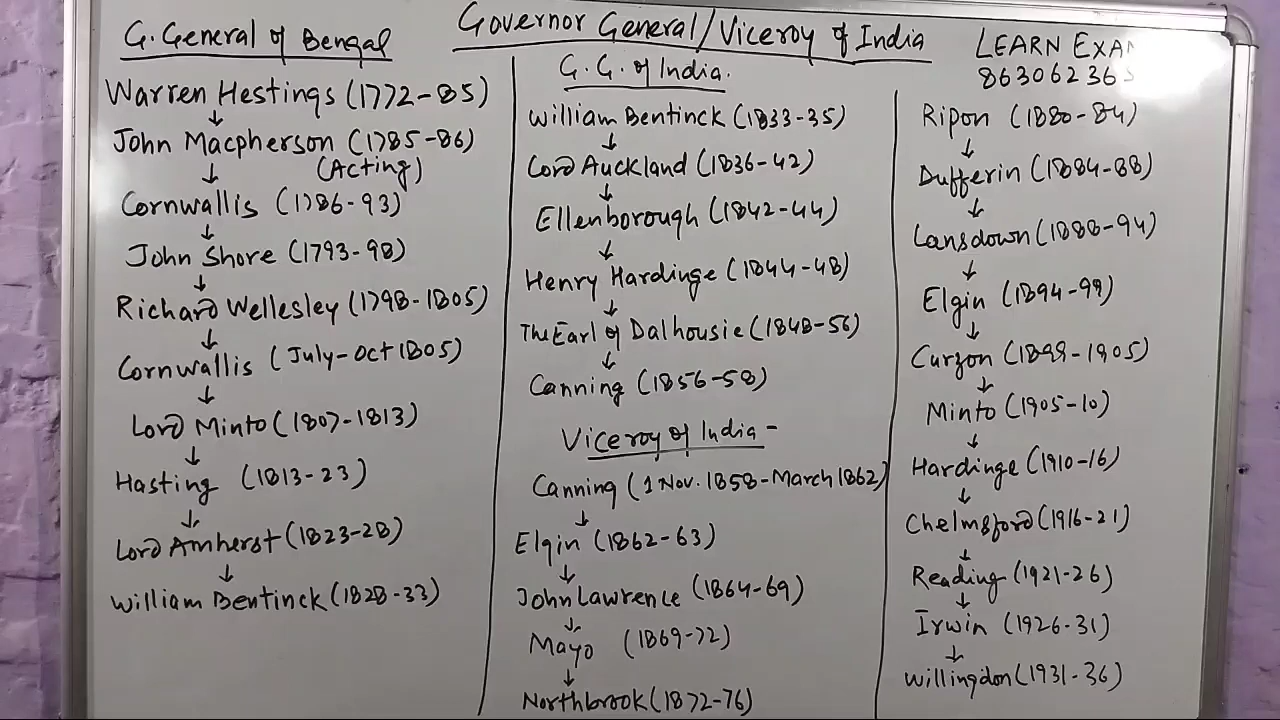 Governor General/Viceroy of India
LEARN EXA
863062365
G. General of Bengal
Warren Hestings (1772-85)
↓
John Macpherson (1785-86)
(Acting)
↓
Cornwallis (1786-93)
↓
John Shore (1793-98)
↓
Richard Wellesley (1798-1805)
↓
Cornwallis (July-Oct 1805)
↓
Lord Minto (1807-1813)
↓
Hasting (1813-23)
↓
Lord Amherst (1823-28)
↓
William Bentinck (1828-33)
G.G. of India.
William Bentinck (1833-35)
↓
Lord Auckland (1836-42)
↓
Ellenborough (1842-44)
↓
Henry Hardinge (1844-48)
↓
The Earl of Dalhousie (1848-56)
↓
Canning (1856-58)
Viceroy of India-
Canning (1 Nov. 1858-March 1862)
↓
Elgin (1862-63)
↓
John Lawrence (1864-69)
↓
Mayo (1869-72)
↓
Northbrook (1872-76)
Ripon (1880-84)
↓
Dufferin (1884-88)
↓
Lansdown (1888-94)
↓
Elgin (1894-99)
↓
Curzon (1899-1905)
↓
Minto (1905-10)
↓
Hardinge (1910-16)
↓
Chelmsford (1916-21)
↓
Reading (1921-26)
↓
Irwin (1926-31)
↓
Willingdon (1931-36)